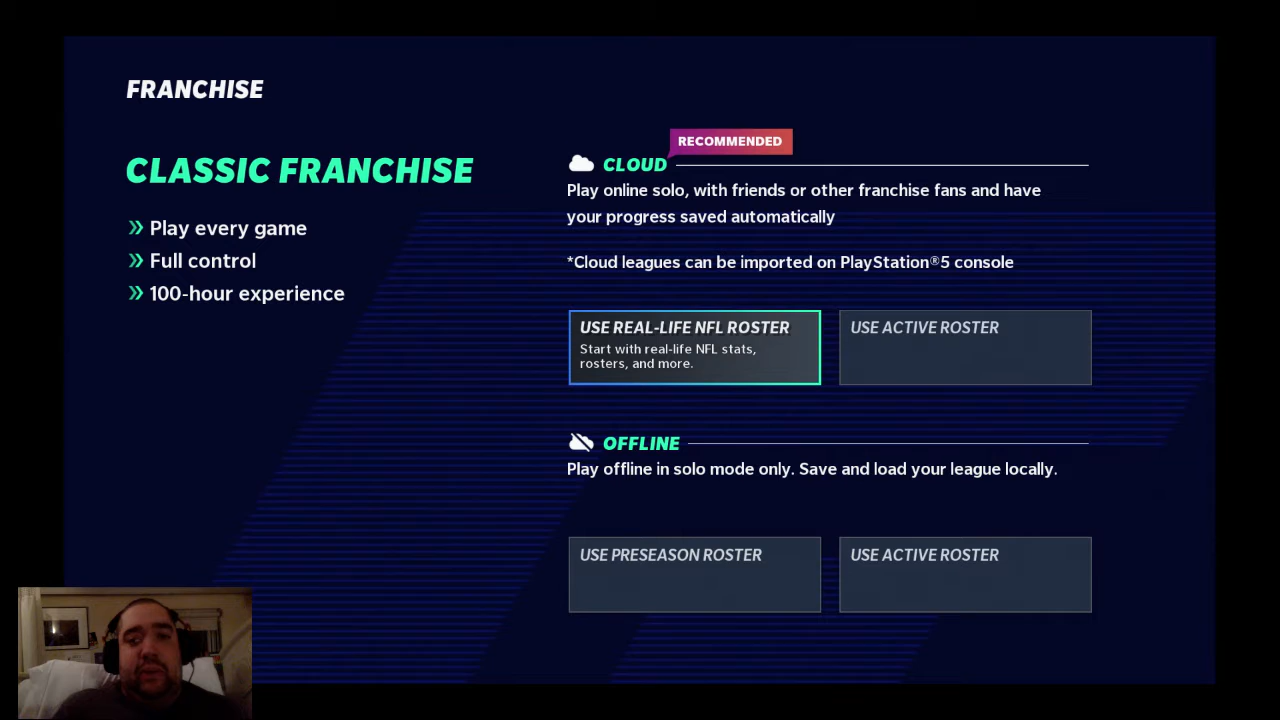 FRANCHISE
CLASSIC FRANCHISE
Play every game
Full control
100-hour experience
RECOMMENDED
CLOUD
Play online solo, with friends or other franchise fans and have
your progress saved automatically
*Cloud leagues can be imported on PlayStation®5 console
USE REAL-LIFE NFL ROSTER
Start with real-life NFL stats,
rosters, and more.
USE ACTIVE ROSTER
OFFLINE
Play offline in solo mode only. Save and load your league locally.
USE PRESEASON ROSTER
USE ACTIVE ROSTER